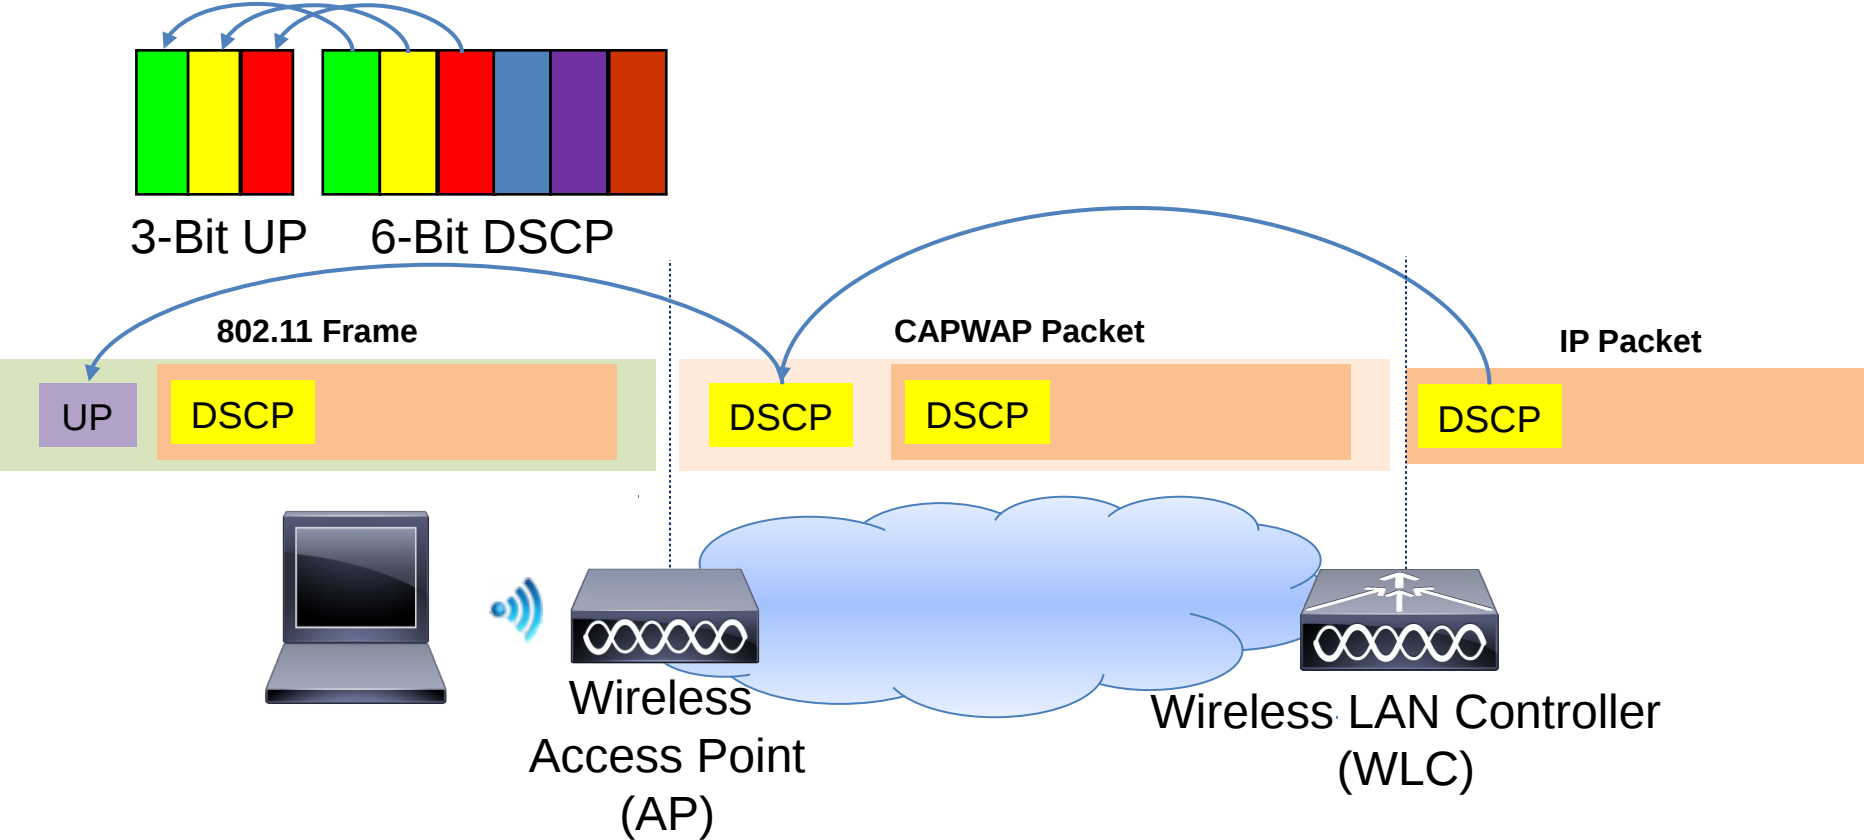 3-Bit UP
6-Bit DSCP
802.11 Frame
CAPWAP Packet
IP Packet
UP
DSCP
DSCP
DSCP
DSCP
Wireless
Access Point
(AP)
Wireless LAN Controller
(WLC)